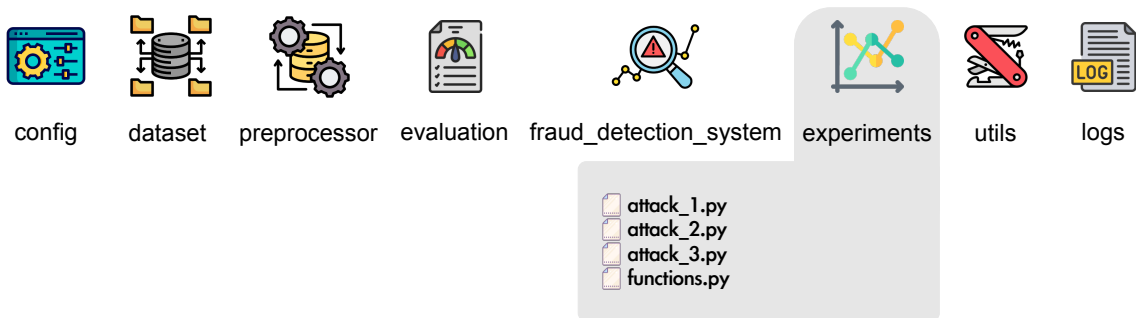 LOG
config dataset preprocessor evaluation fraud_detection_system experiments utils logs
attack_1.py
attack_2.py
attack_3.py
functions.py